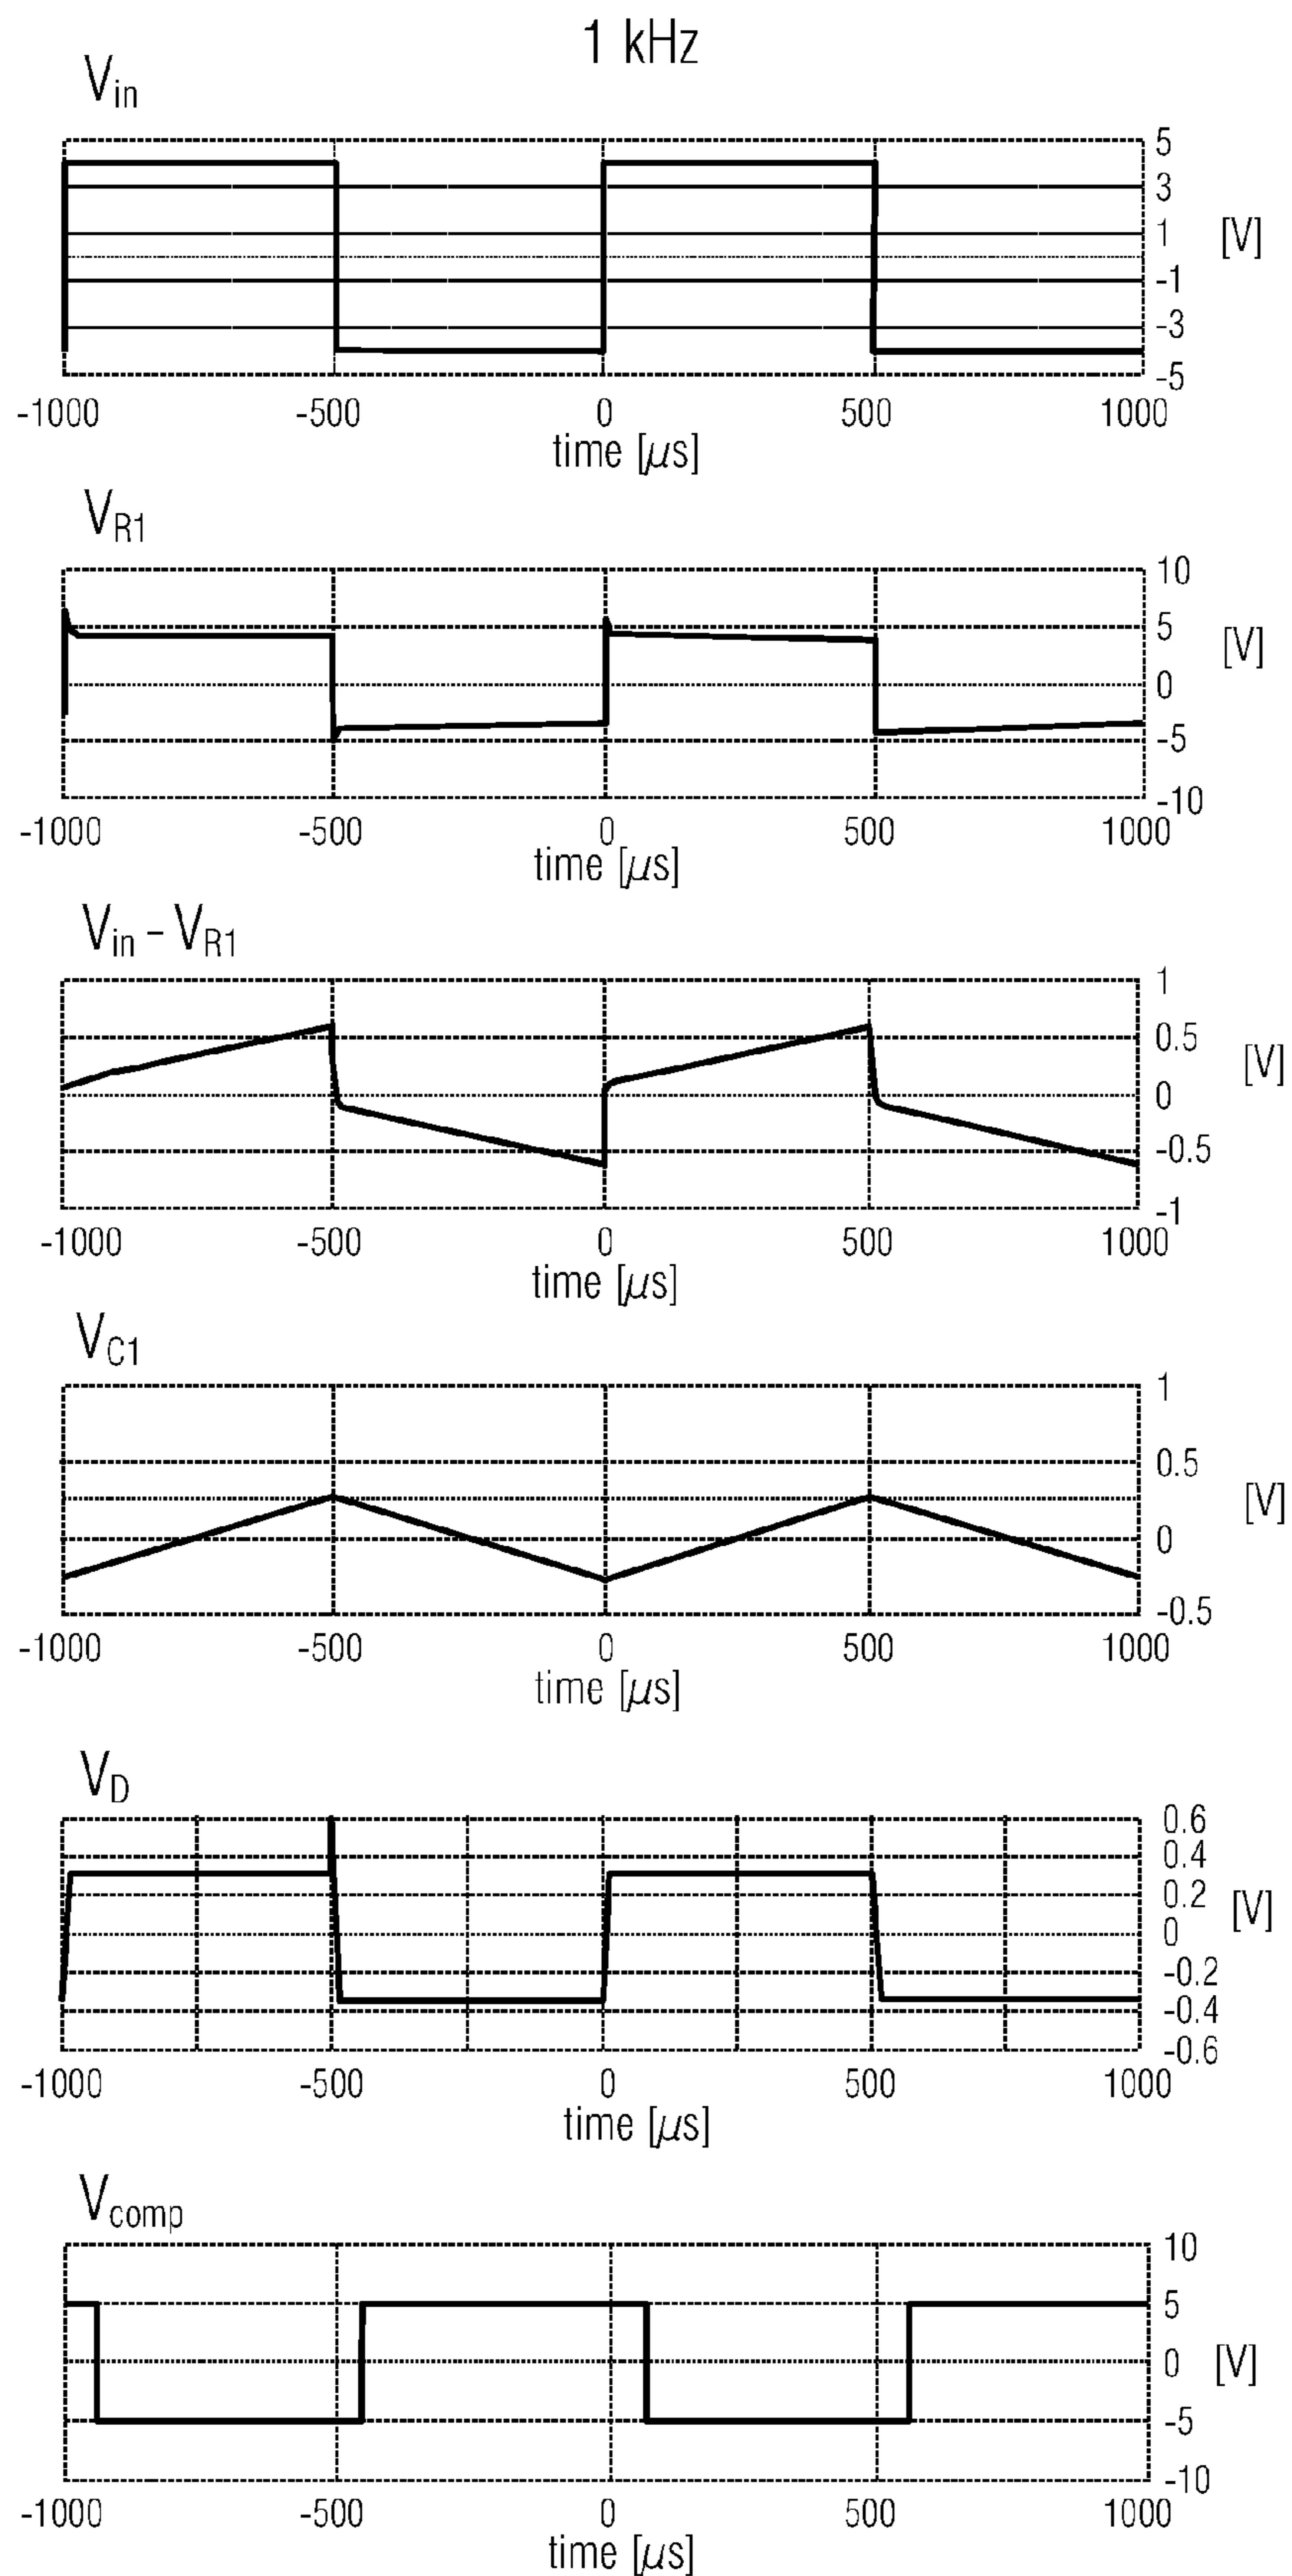 1 kHz
V_in
5
3
1
[V]
-1
-3
-5
-1000 -500 0 500 1000
time [μs]
V_R1
10
5
[V]
0
-5
-10
-1000 -500 0 500 1000
time [μs]
V_in – V_R1
1
0.5
[V]
0
-0.5
-1
-1000 -500 0 500 1000
time [μs]
V_C1
1
0.5
[V]
0
-0.5
-1000 -500 0 500 1000
time [μs]
V_D
0.6
0.4
0.2
[V]
0
-0.2
-0.4
-0.6
-1000 -500 0 500 1000
time [μs]
V_comp
10
5
0 [V]
-5
-10
-1000 -500 0 500 1000
time [μs]